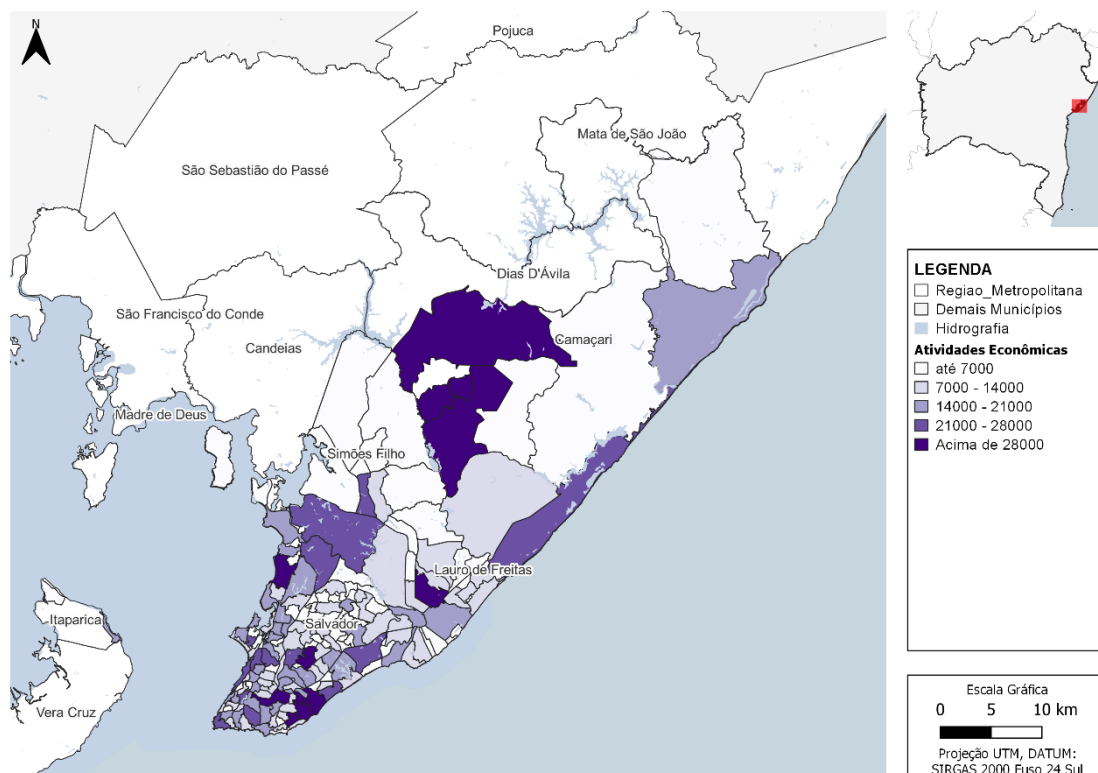 N
Pojuca
Mata de São João
São Sebastião do Passé
Dias D'Ávila
São Francisco do Conde
Candeias
Camaçari
Madre de Deus
Simões Filho
Lauro de Freitas
Itaparica
Salvador
Vera Cruz
LEGENDA
Regiao_Metropolitana
Demais Municípios
Hidrografia
Atividades Econômicas
até 7000
7000 - 14000
14000 - 21000
21000 - 28000
Acima de 28000
Escala Gráfica
0 5 10 km
Projeção UTM, DATUM:
SIRGAS 2000 Fuso 24 Sul